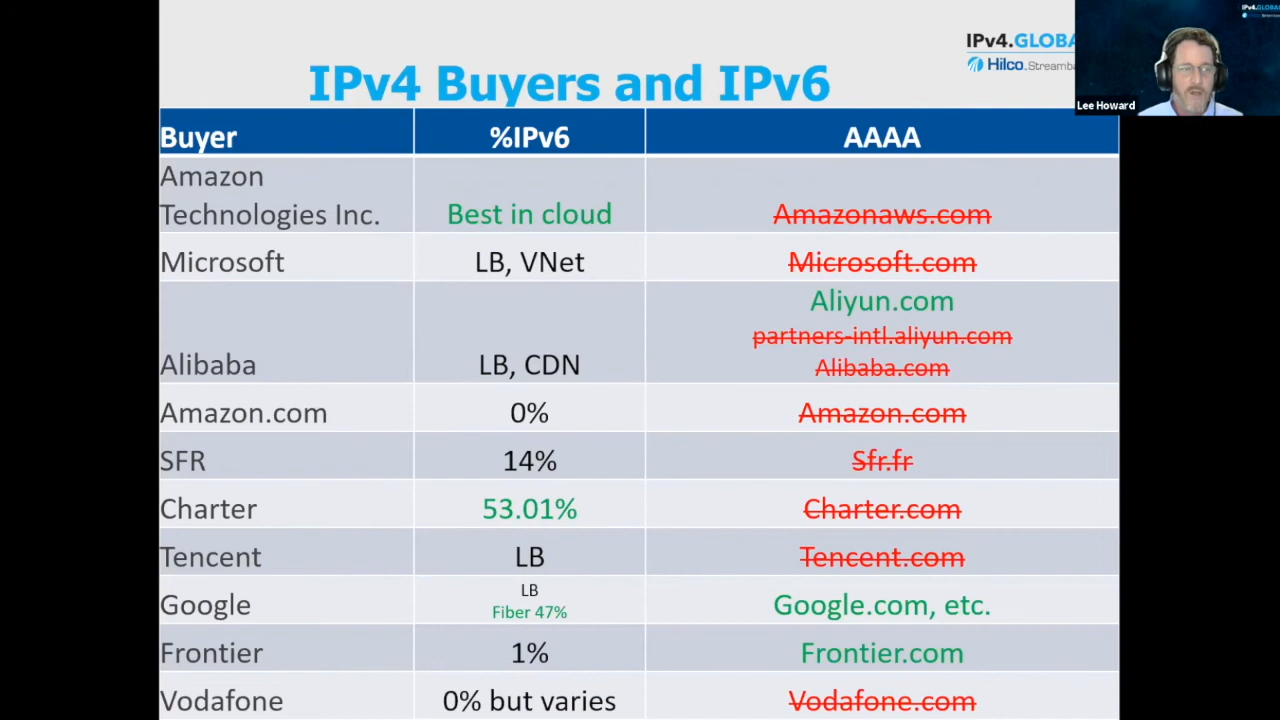 IPv4 Buyers and IPv6
IPv4.GLOBA
Hilco. Streamba
IPv4.GLOBA
Lee Howard
Buyer %IPv6 AAAA
Amazon
Technologies Inc. Best in cloud Amazonaws.com
Microsoft LB, VNet Microsoft.com
Aliyun.com
partners-intl.aliyun.com
Alibaba LB, CDN Alibaba.com
Amazon.com 0% Amazon.com
SFR 14% Sfr.fr
Charter 53.01% Charter.com
Tencent LB Tencent.com
LB
Google Fiber 47% Google.com, etc.
Frontier 1% Frontier.com
Vodafone 0% but varies Vodafone.com